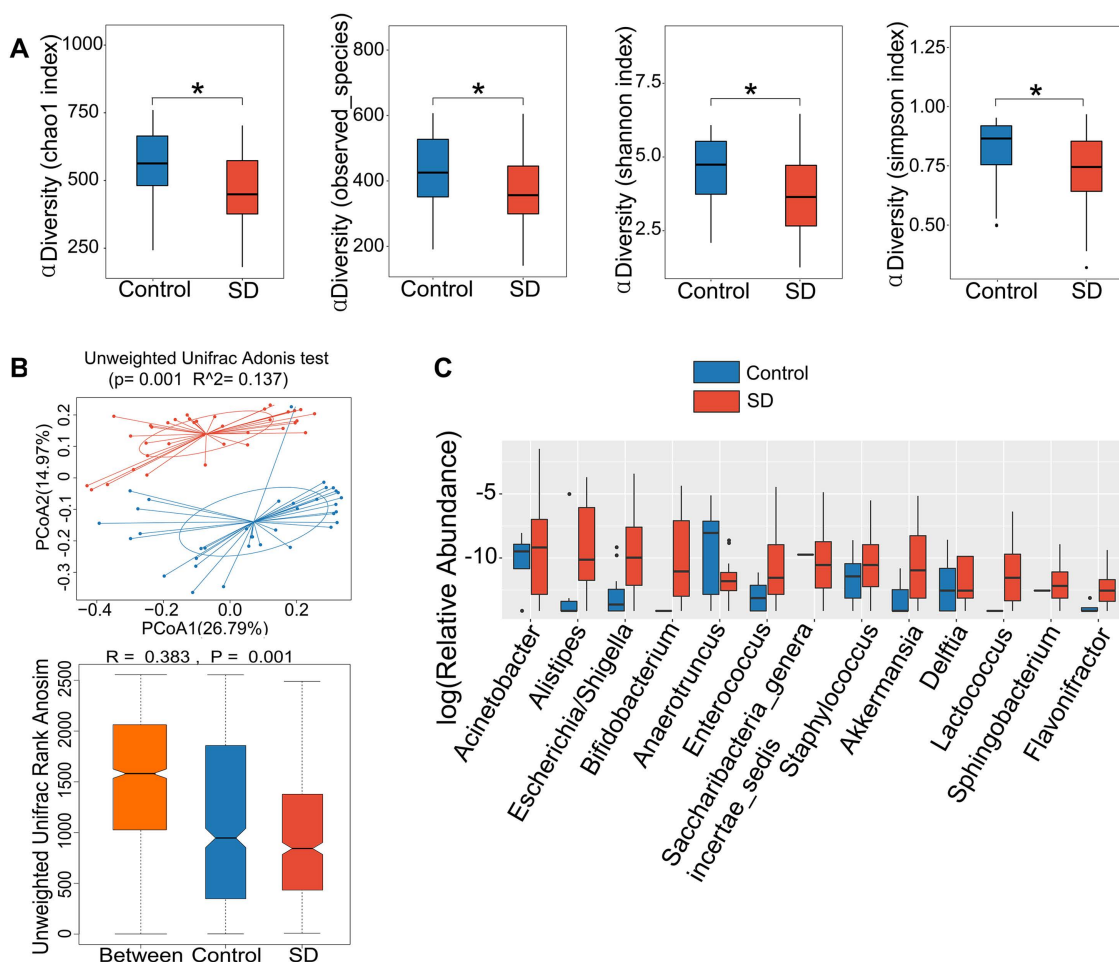 A
αDiversity (chao1 index)
1000
750
500
250
*
Control SD
αDiversity (observed_species)
800
600
400
200
*
Control SD
αDiversity (shannon index)
7.5
5.0
2.5
*
Control SD
αDiversity (simpson index)
1.25
1.00
0.75
0.50
*
Control SD
B
Unweighted Unifrac Adonis test
(p= 0.001 R^2= 0.137)
PCoA2(14.97%)
0.2
0.1
0
-0.1
-0.2
-0.3
-0.4 -0.2 0.0 0.2
PCoA1(26.79%)
R = 0.383 , P = 0.001
Unweighted Unifrac Rank Anosim
2500
2000
1500
1000
500
0
Between Control SD
C
Control
SD
log(Relative Abundance)
-5
-10
Acinetobacter
Alistipes
Escherichia/Shigella
Bifidobacterium
Anaerotruncus
Enterococcus
Saccharibacteria_genera
incertae_sedis
Staphylococcus
Akkermansia
Delftia
Lactococcus
Sphingobacterium
Flavonifractor